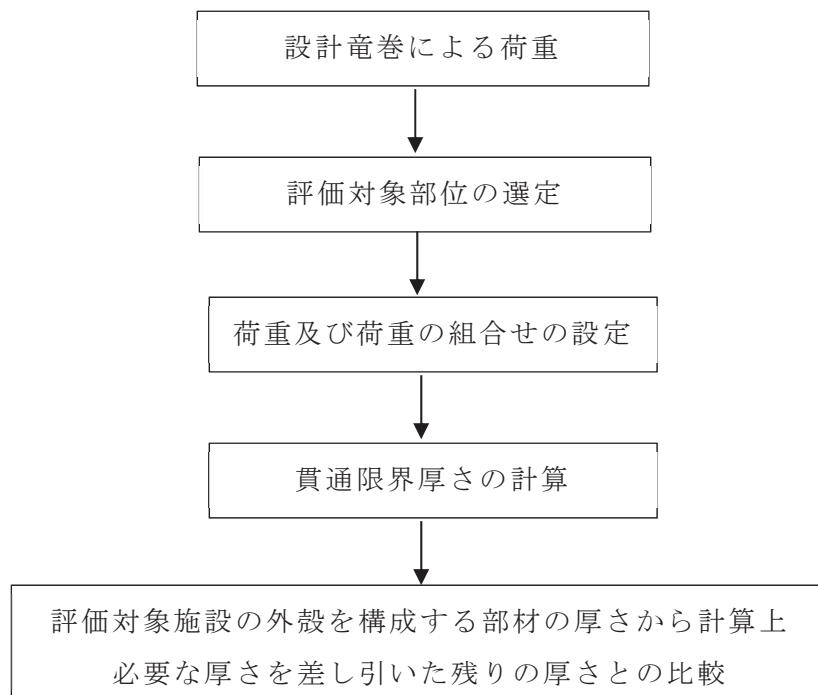 設計竜巻による荷重
評価対象部位の選定
荷重及び荷重の組合せの設定
貫通限界厚さの計算
評価対象施設の外殻を構成する部材の厚さから計算上
必要な厚さを差し引いた残りの厚さとの比較